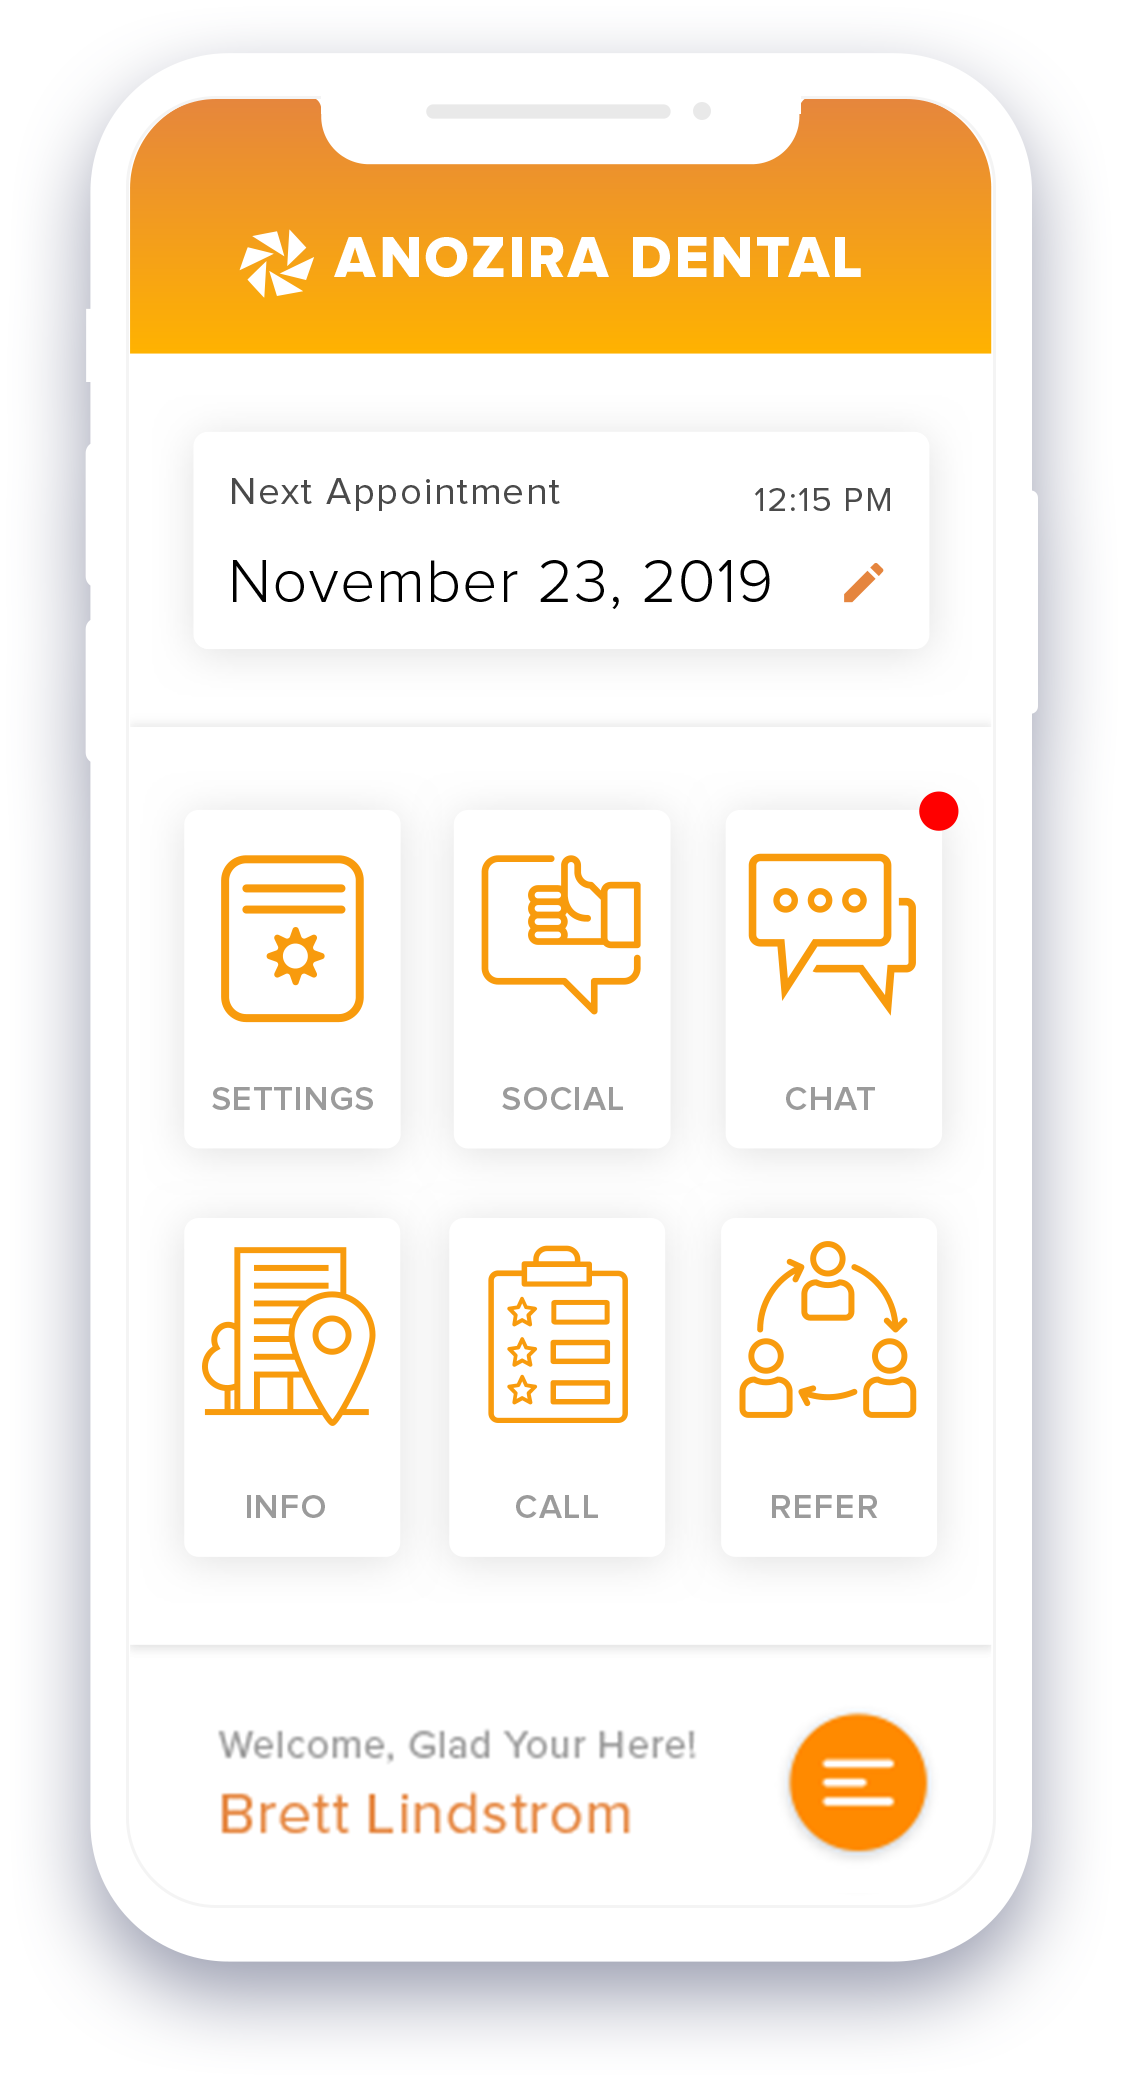 ANOZIRA DENTAL
Next Appointment
12:15 PM
November 23, 2019
SETTINGS
SOCIAL
CHAT
INFO
CALL
REFER
Welcome, Glad Your Here!
Brett Lindstrom